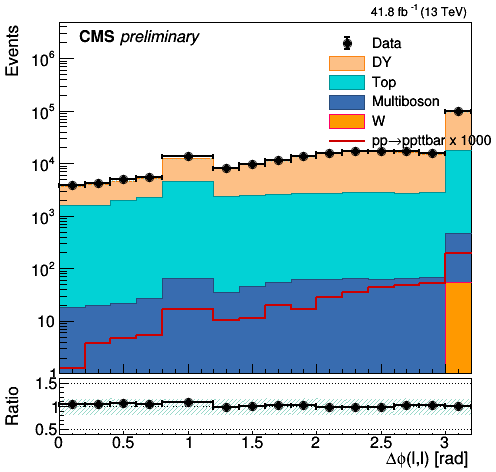 41.8 fb⁻¹ (13 TeV)
CMS preliminary
Events
Data
DY
Top
Multiboson
W
pp→ppttbar x 1000
10⁶
10⁵
10⁴
10³
10²
10
1
Ratio
1.5
1
0.5
0 0.5 1 1.5 2 2.5 3
Δϕ(l,l) [rad]